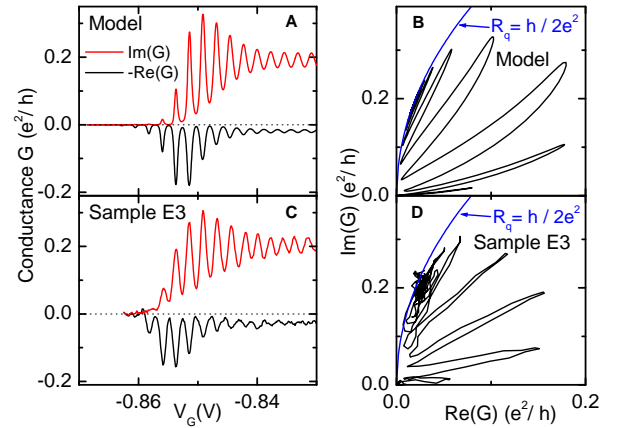 Model
A
Im(G)
-Re(G)
0.2
0.0
-0.2
Sample E3
C
0.2
0.0
-0.2
-0.86
-0.84
V_G(V)
Conductance G (e²/ h)
B
R_q= h / 2e²
Model
0.2
0.0
D
R_q= h / 2e²
Sample E3
0.2
0.0
0.0
0.1
0.2
Re(G) (e²/ h)
Im(G) (e²/ h)